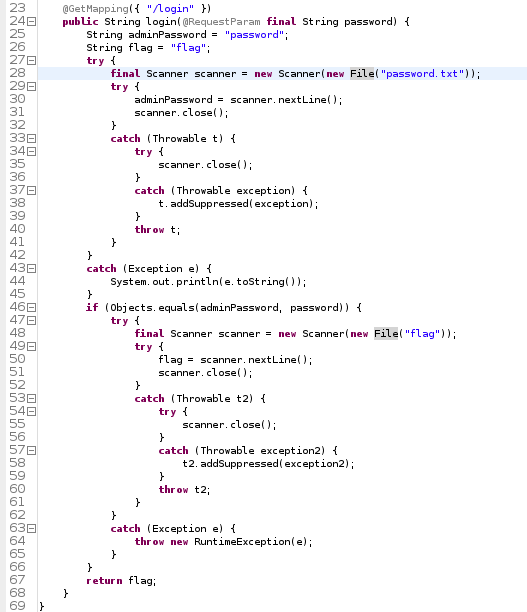 23 @GetMapping({ "/login" })
24 public String login(@RequestParam final String password) {
25 String adminPassword = "password";
26 String flag = "flag";
27 try {
28 final Scanner scanner = new Scanner(new File("password.txt"));
29 try {
30 adminPassword = scanner.nextLine();
31 scanner.close();
32 }
33 catch (Throwable t) {
34 try {
35 scanner.close();
36 }
37 catch (Throwable exception) {
38 t.addSuppressed(exception);
39 }
40 throw t;
41 }
42 }
43 catch (Exception e) {
44 System.out.println(e.toString());
45 }
46 if (Objects.equals(adminPassword, password)) {
47 try {
48 final Scanner scanner = new Scanner(new File("flag"));
49 try {
50 flag = scanner.nextLine();
51 scanner.close();
52 }
53 catch (Throwable t2) {
54 try {
55 scanner.close();
56 }
57 catch (Throwable exception2) {
58 t2.addSuppressed(exception2);
59 }
60 throw t2;
61 }
62 }
63 catch (Exception e) {
64 throw new RuntimeException(e);
65 }
66 }
67 return flag;
68 }
69 }